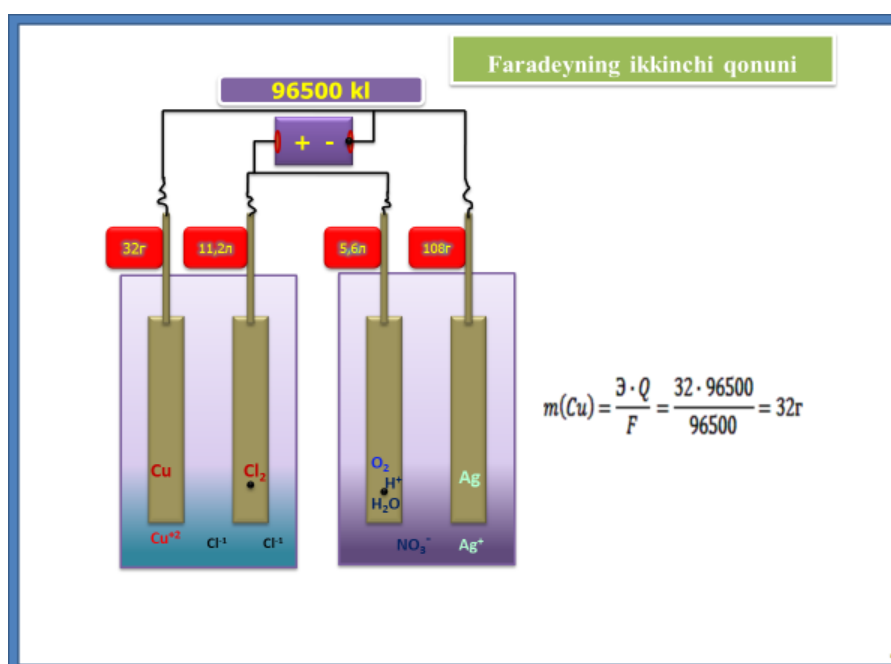 Faradeyning ikkinchi qonuni
96500 kl
+ -
32г 11,2л 5,6л 108г
m(Cu) = Э · Q / F = 32 · 96500 / 96500 = 32г
Cu Cl₂ O₂ Ag
H⁺
H₂O
Cu⁺² Cl⁻¹ Cl⁻¹ NO₃⁻ Ag⁺